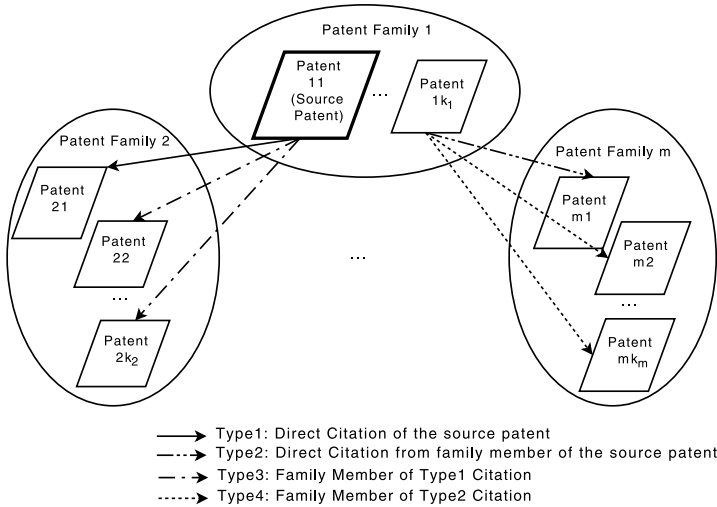 Patent Family 1
Patent
11
(Source
Patent)
...
Patent
1k1
Patent Family 2
Patent
21
Patent
22
...
Patent
2k2
...
Patent Family m
Patent
m1
Patent
m2
...
Patent
mkm
Type1: Direct Citation of the source patent
Type2: Direct Citation from family member of the source patent
Type3: Family Member of Type1 Citation
Type4: Family Member of Type2 Citation